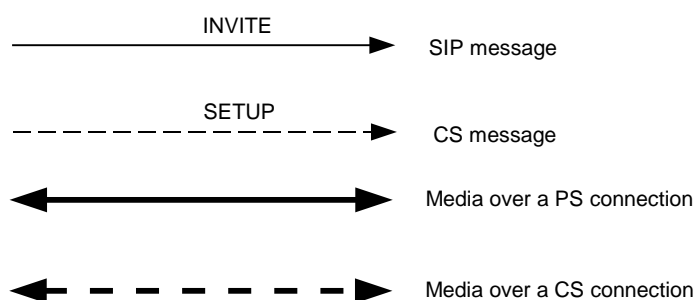 INVITE
SIP message
SETUP
CS message
Media over a PS connection
Media over a CS connection